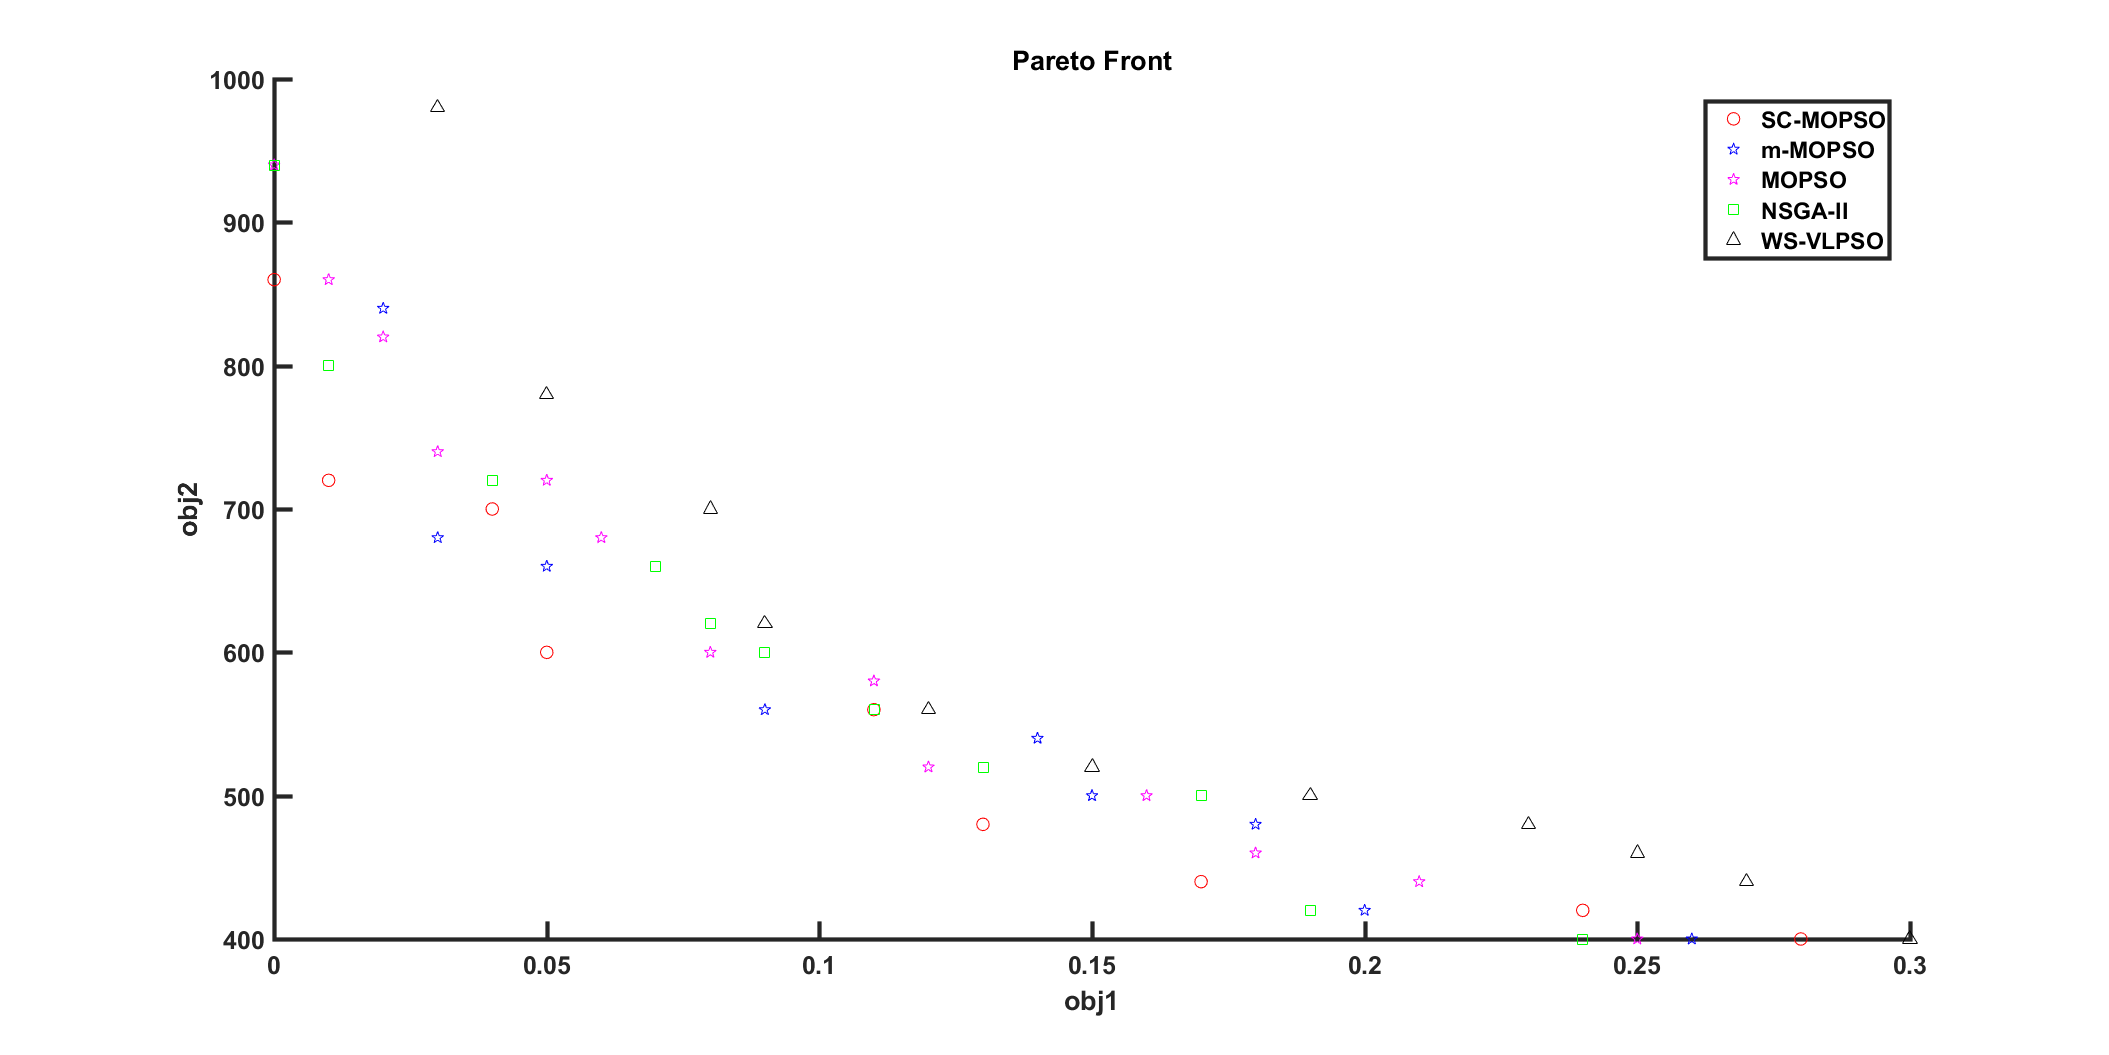 Pareto Front
1000
900
800
700
600
500
400
obj2
0
0.05
0.1
0.15
0.2
0.25
0.3
obj1
SC-MOPSO
m-MOPSO
MOPSO
NSGA-II
WS-VLPSO